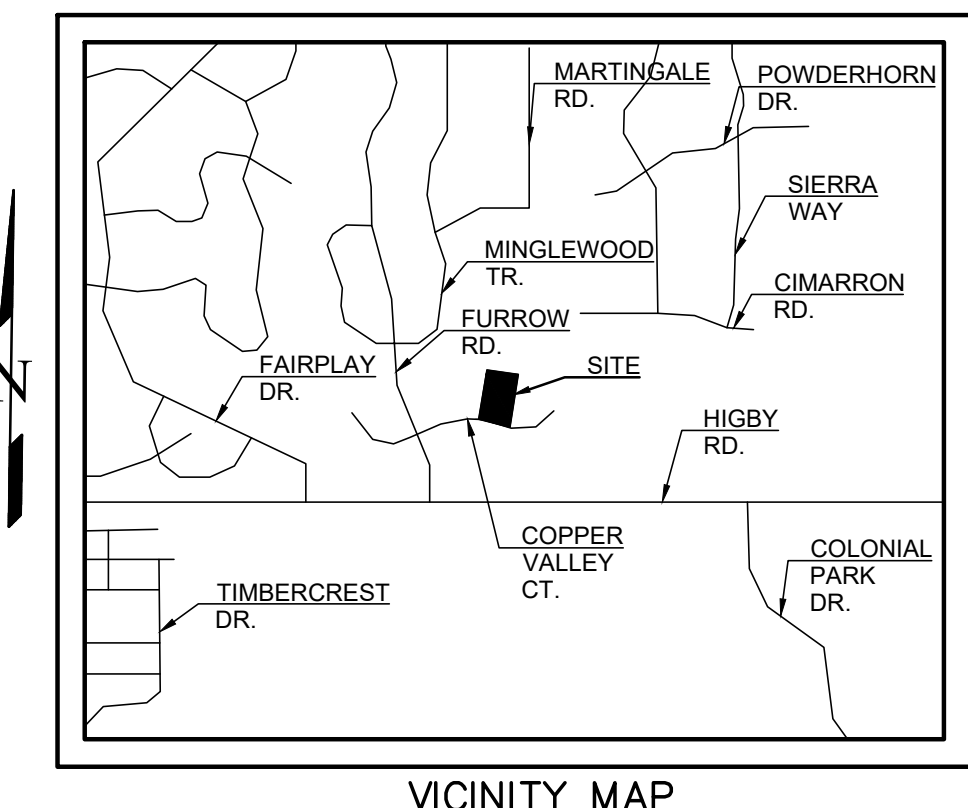 MARTINGALE
RD.
POWDERHORN
DR.
SIERRA
WAY
MINGLEWOOD
TR.
CIMARRON
RD.
FURROW
RD.
FAIRPLAY
DR.
SITE
HIGBY
RD.
N
COPPER
VALLEY
CT.
COLONIAL
PARK
DR.
TIMBERCREST
DR.
VICINITY MAP